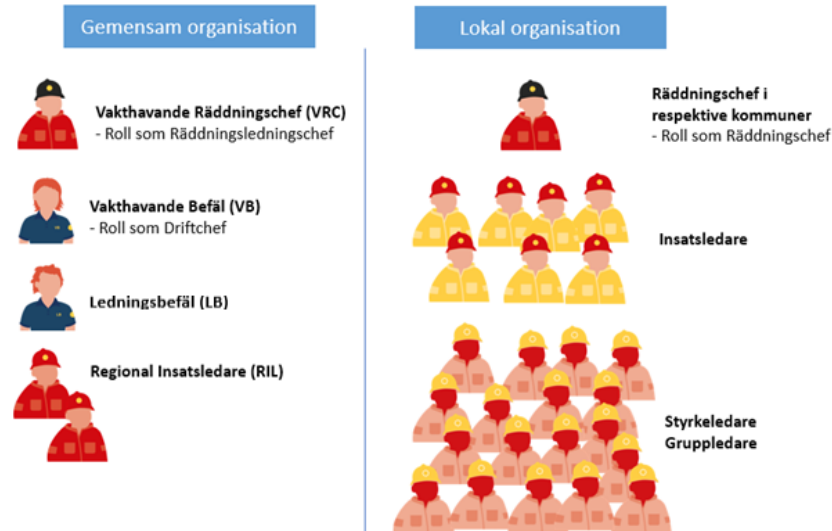 Gemensam organisation
Vakthavande Räddningschef (VRC)
- Roll som Räddningsledningschef
Vakthavande Befäl (VB)
- Roll som Driftchef
Ledningsbefäl (LB)
Regional Insatsledare (RIL)
Lokal organisation
Räddningschef i
respektive kommuner
- Roll som Räddningschef
Insatsledare
Styrkeledare
Gruppledare